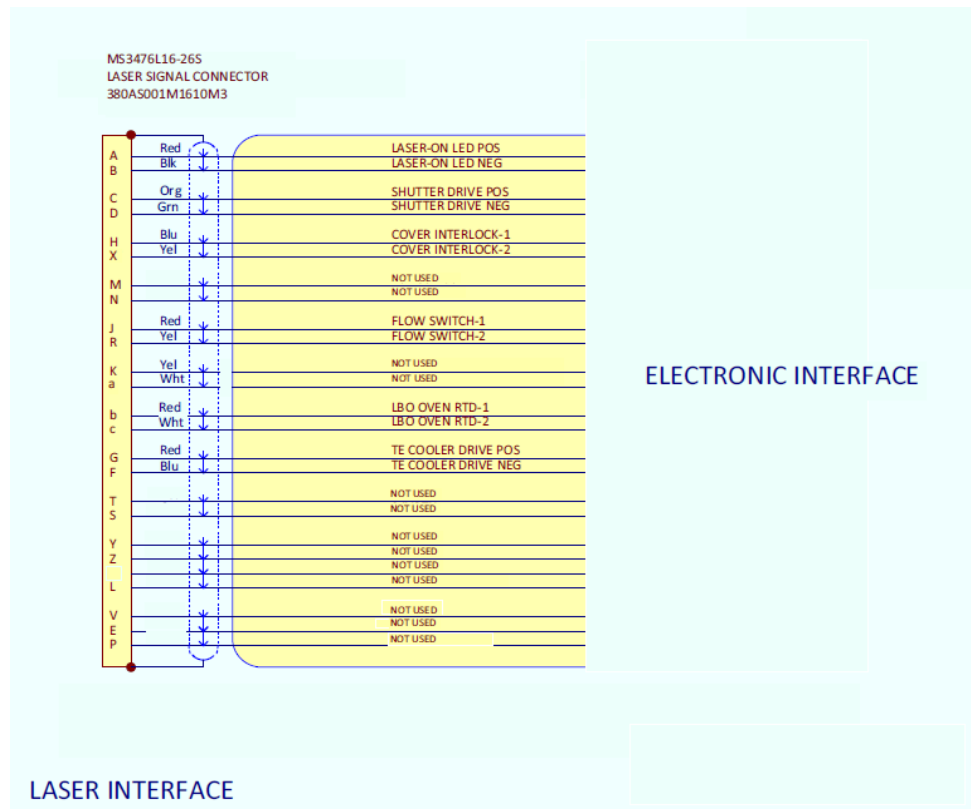 MS3476L16-26S
LASER SIGNAL CONNECTOR
380AS001M1610M3
A Red LASER-ON LED POS
B Blk LASER-ON LED NEG
C Org SHUTTER DRIVE POS
D Grn SHUTTER DRIVE NEG
H Blu COVER INTERLOCK-1
X Yel COVER INTERLOCK-2
M NOT USED
N NOT USED
J Red FLOW SWITCH-1
R Yel FLOW SWITCH-2
K Yel NOT USED
a Wht NOT USED
ELECTRONIC INTERFACE
b Red LBO OVEN RTD-1
c Wht LBO OVEN RTD-2
G Red TE COOLER DRIVE POS
F Blu TE COOLER DRIVE NEG
T NOT USED
S NOT USED
Y NOT USED
Z NOT USED
NOT USED
L NOT USED
V NOT USED
E NOT USED
P NOT USED
LASER INTERFACE